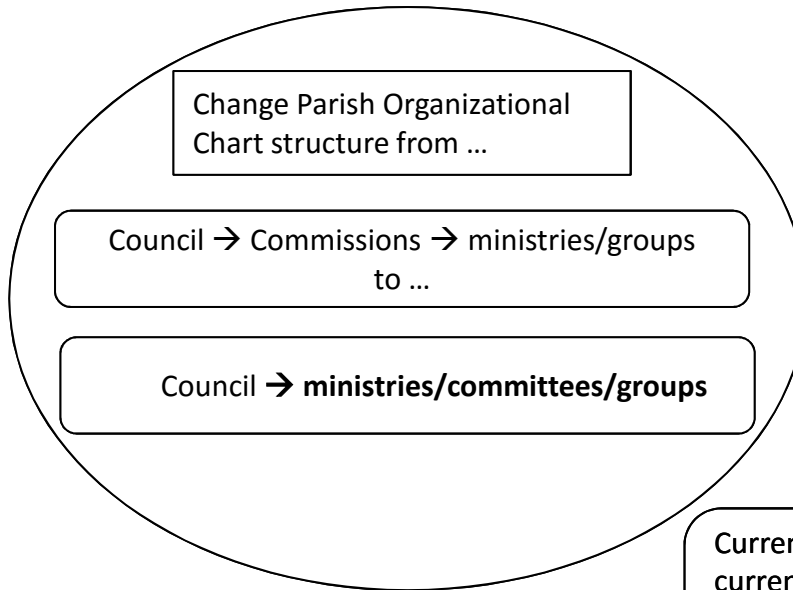 Change Parish Organizational
Chart structure from ...
Council → Commissions → ministries/groups
to ...
Council → ministries/committees/groups